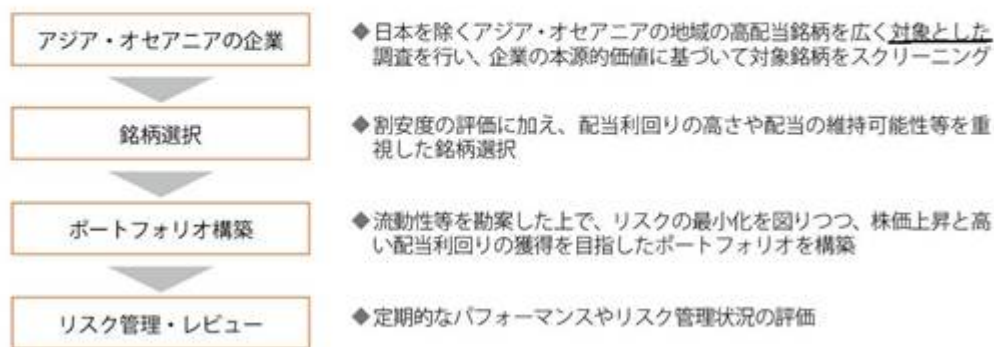 アジア・オセアニアの企業
◆日本を除くアジア・オセアニアの地域の高配当銘柄を広く対象とした
調査を行い、企業の本源的価値に基づいて対象銘柄をスクリーニング
銘柄選択
◆割安度の評価に加え、配当利回りの高さや配当の維持可能性等を重
視した銘柄選択
ポートフォリオ構築
◆流動性等を勘案した上で、リスクの最小化を図りつつ、株価上昇と高
い配当利回りの獲得を目指したポートフォリオを構築
リスク管理・レビュー
◆定期的なパフォーマンスやリスク管理状況の評価